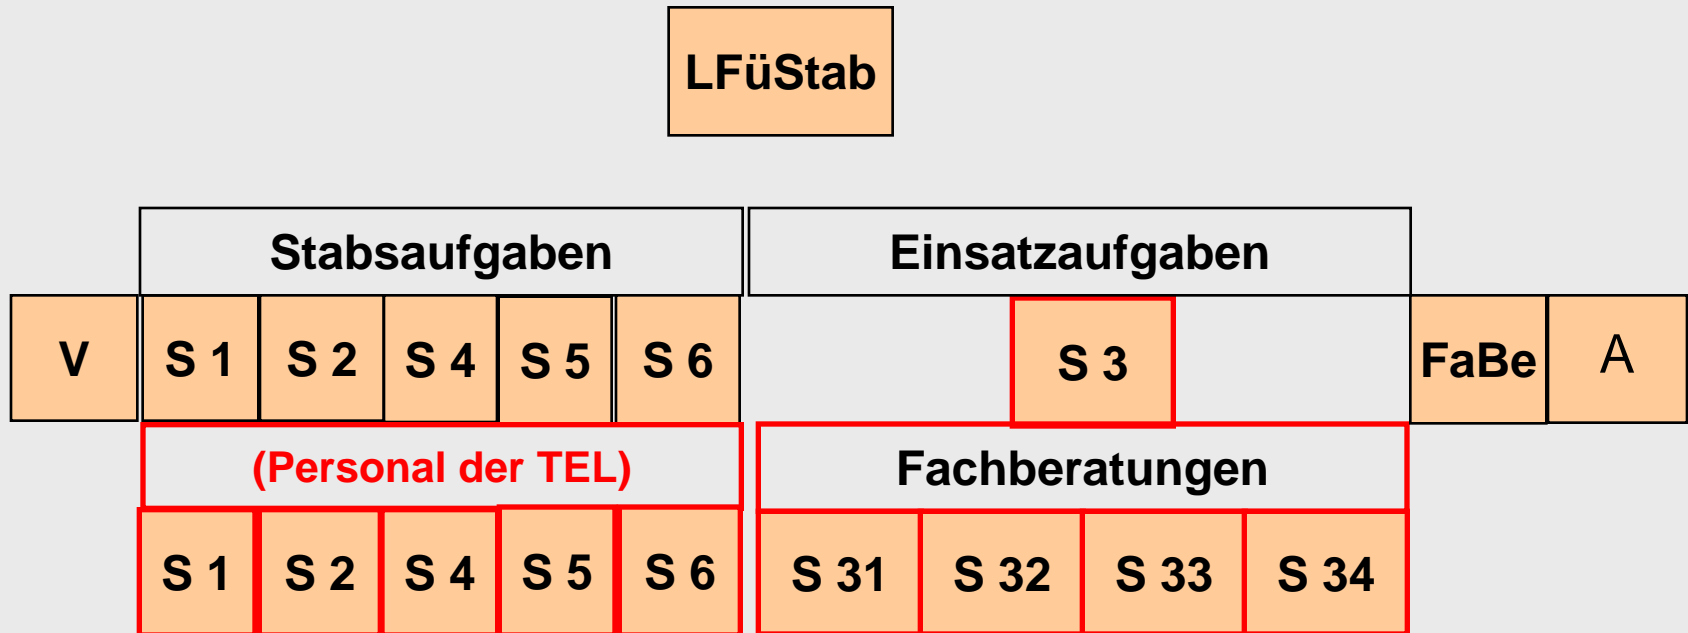 LFüStab
Stabsaufgaben Einsatzaufgaben
V S 1 S 2 S 4 S 5 S 6 S 3 FaBe A
(Personal der TEL) Fachberatungen
S 1 S 2 S 4 S 5 S 6 S 31 S 32 S 33 S 34